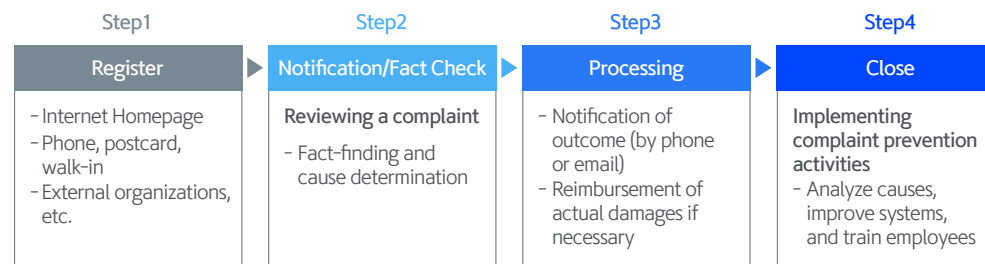 Step1
Register
- Internet Homepage
- Phone, postcard,
walk-in
- External organizations,
etc.
Step2
Notification/Fact Check
Reviewing a complaint
- Fact-finding and
cause determination
Step3
Processing
- Notification of
outcome (by phone
or email)
- Reimbursement of
actual damages if
necessary
Step4
Close
Implementing
complaint prevention
activities
- Analyze causes,
improve systems,
and train employees